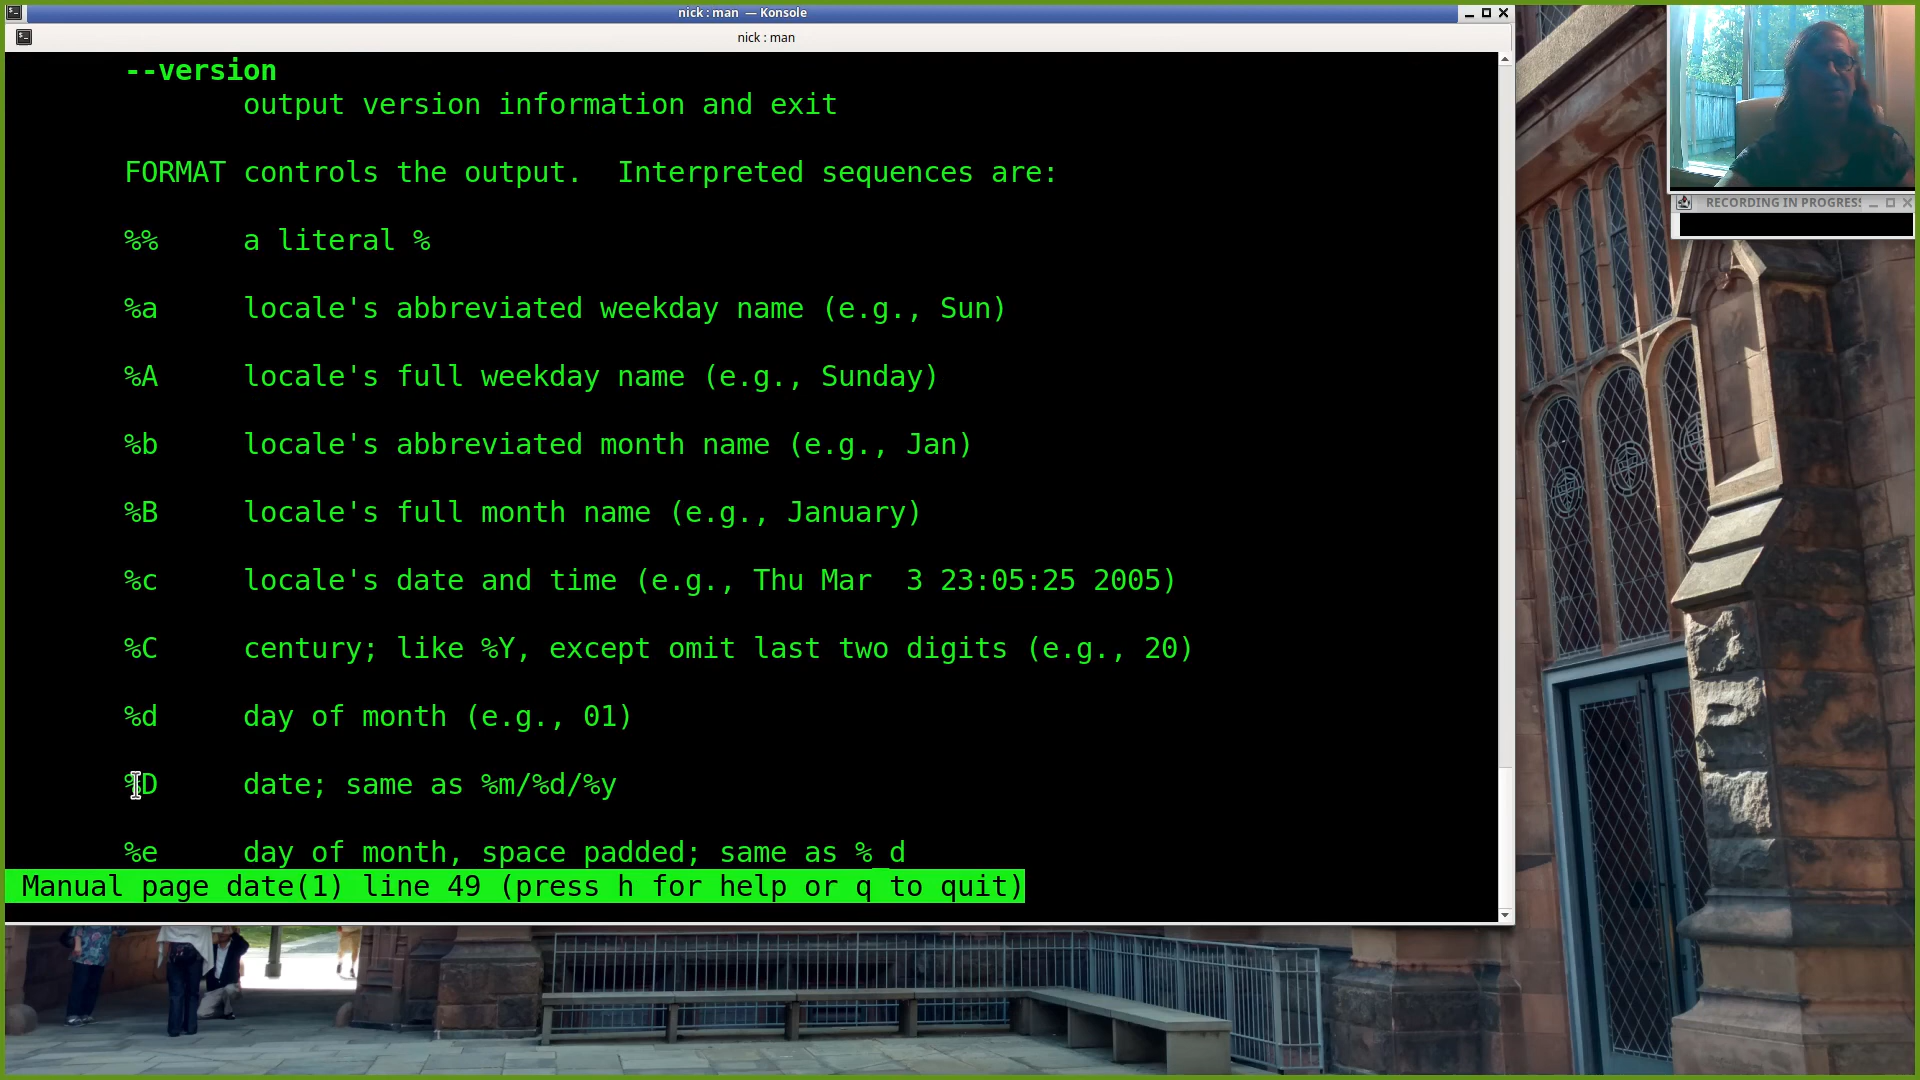 nick : man — Konsole
nick : man
--version
output version information and exit
FORMAT controls the output.  Interpreted sequences are:
%%     a literal %
%a     locale's abbreviated weekday name (e.g., Sun)
%A     locale's full weekday name (e.g., Sunday)
%b     locale's abbreviated month name (e.g., Jan)
%B     locale's full month name (e.g., January)
%c     locale's date and time (e.g., Thu Mar  3 23:05:25 2005)
%C     century; like %Y, except omit last two digits (e.g., 20)
%d     day of month (e.g., 01)
%D     date; same as %m/%d/%y
%e     day of month, space padded; same as %_d
Manual page date(1) line 49 (press h for help or q to quit)
RECORDING IN PROGRESS